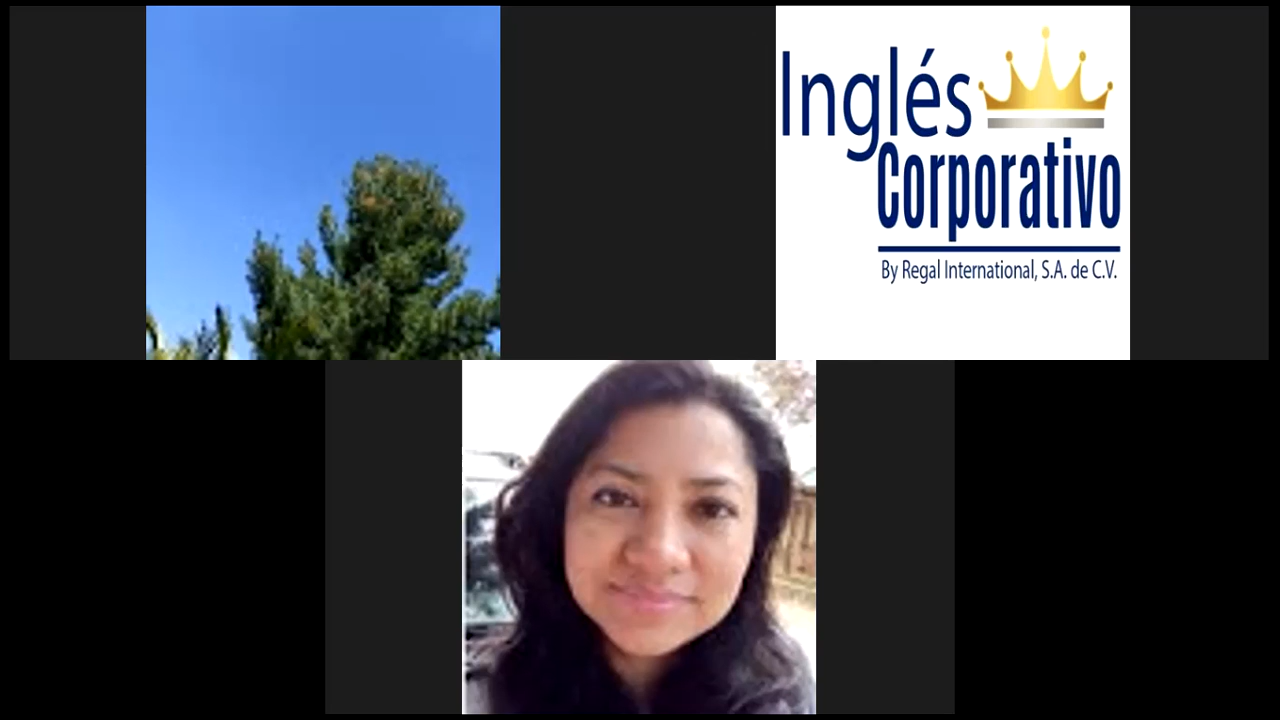 Inglés
Corporativo
By Regal International, S.A. de C.V.